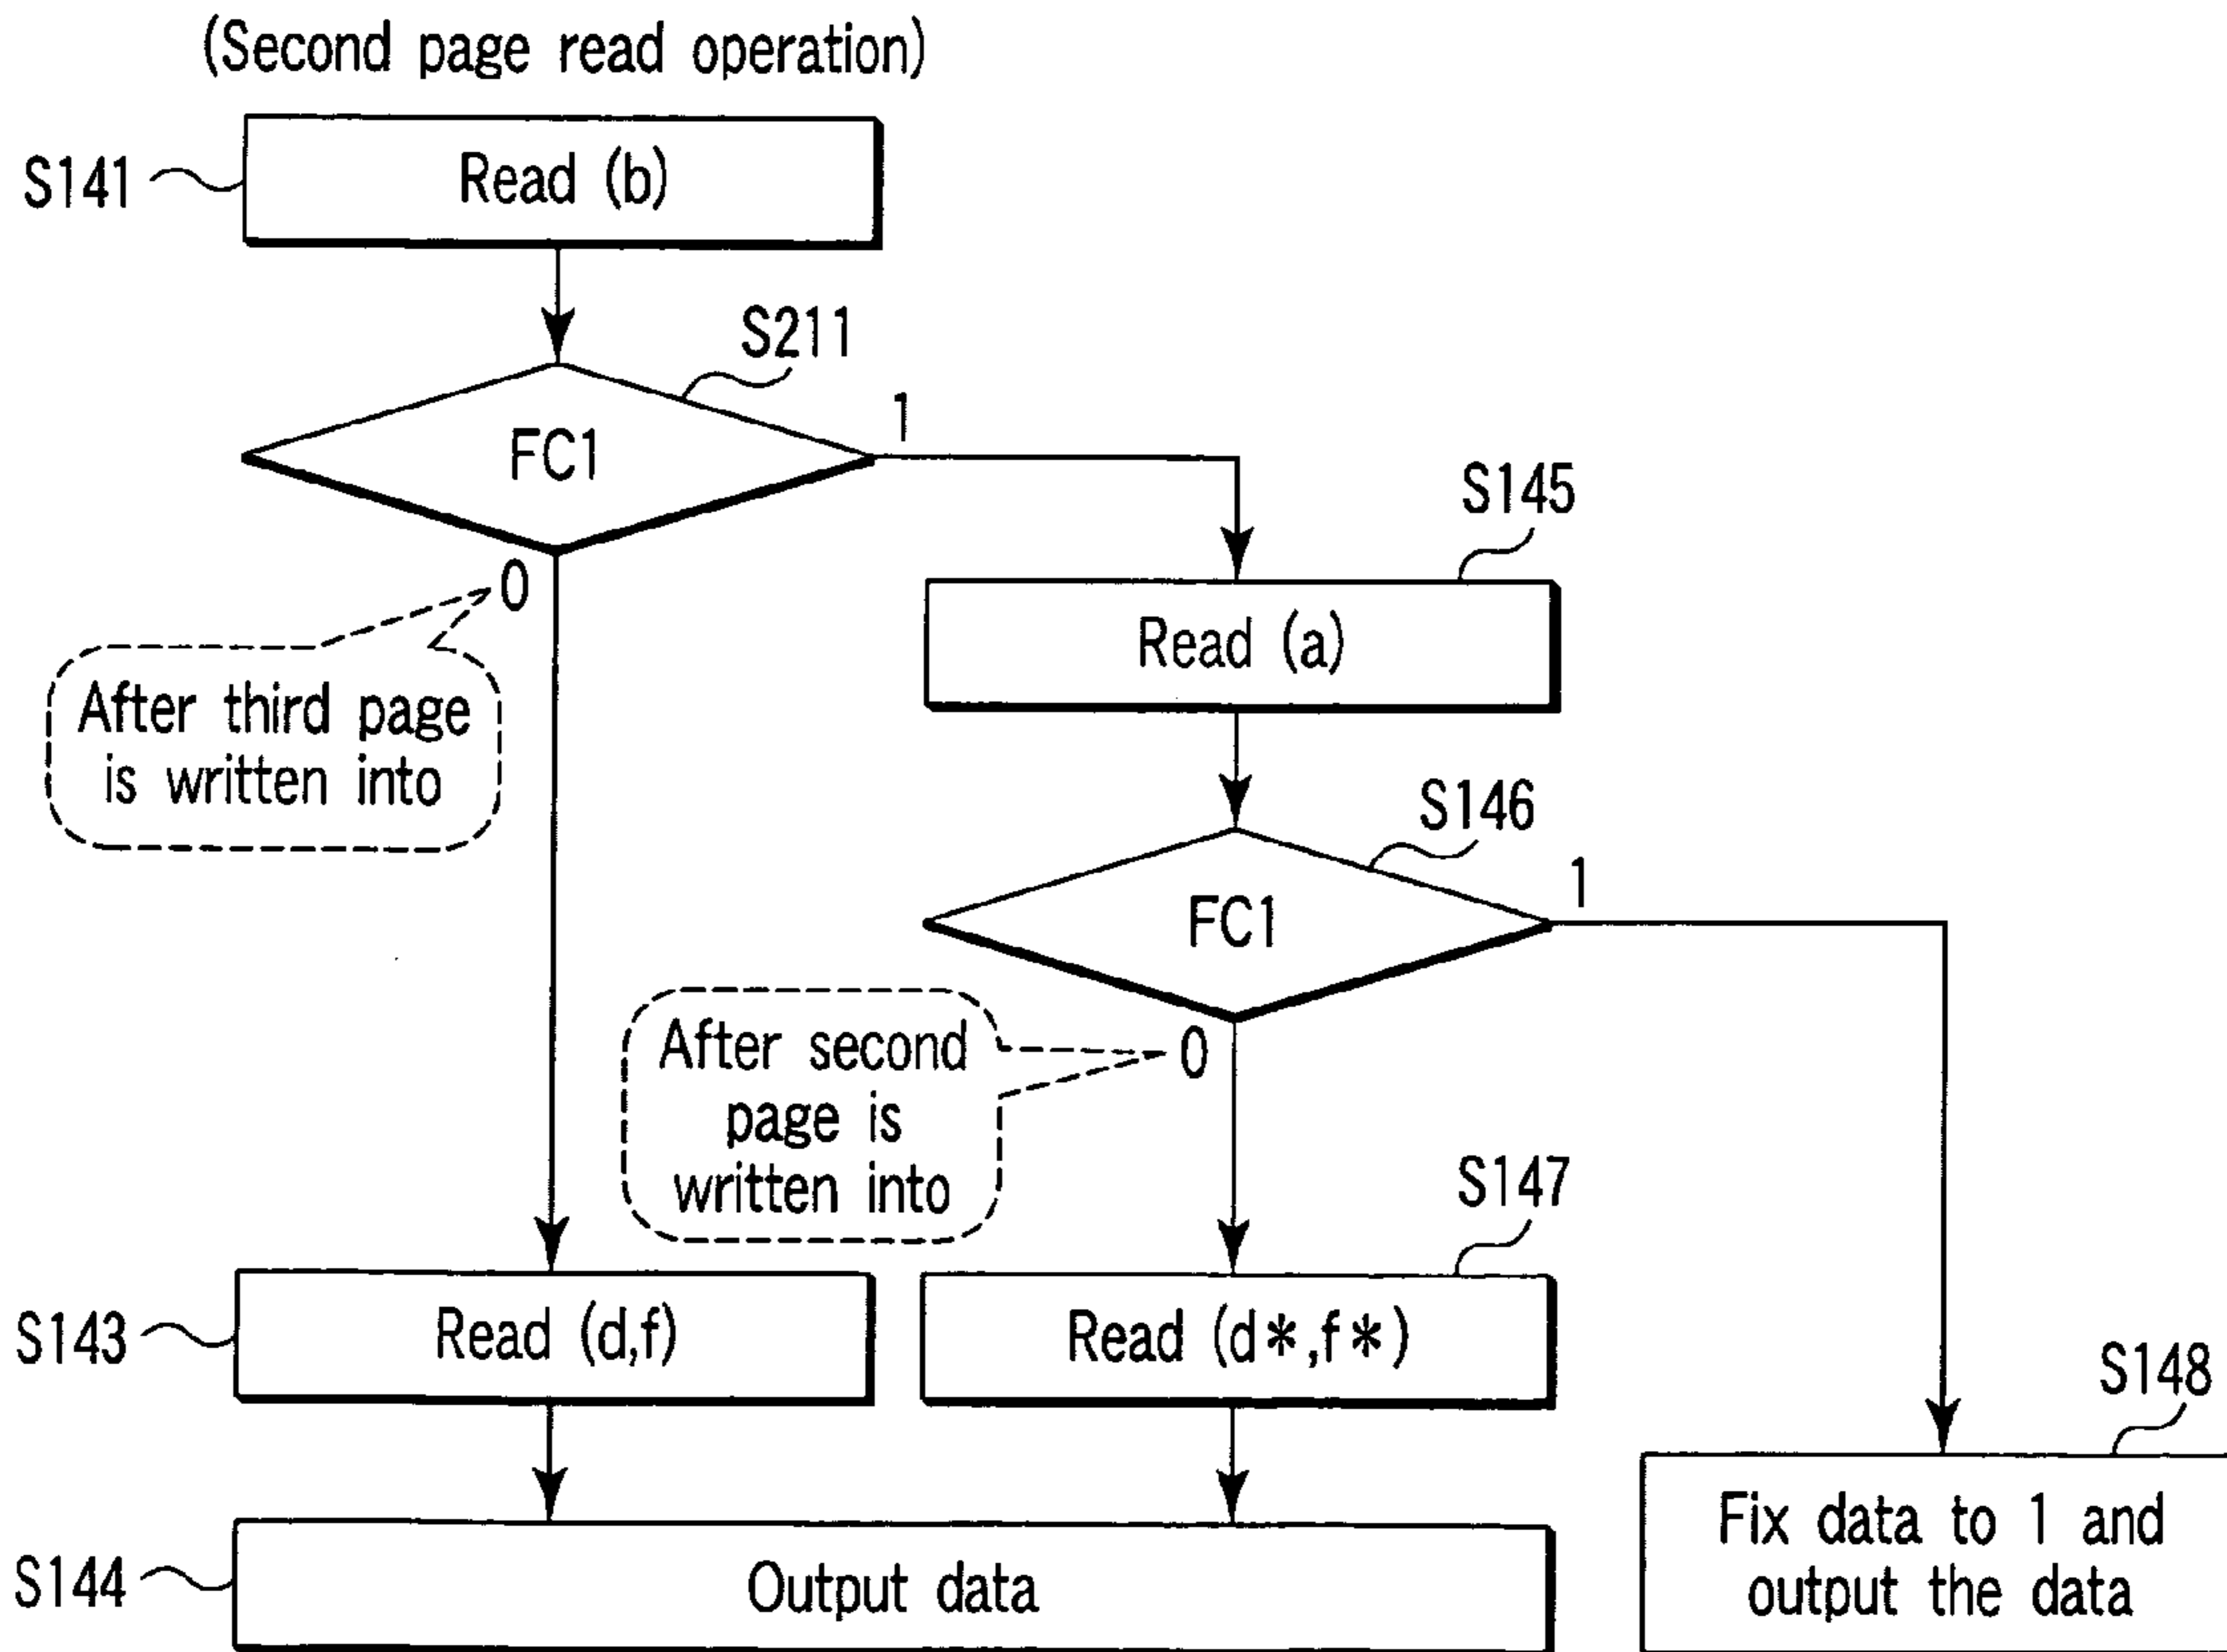 (Second page read operation)
S141
Read (b)
S211
FC1
1
0
After third page
is written into
S145
Read (a)
S146
FC1
1
0
After second
page is
written into
S147
S143
Read (d,f)
Read (d*,f*)
S148
S144
Output data
Fix data to 1 and
output the data